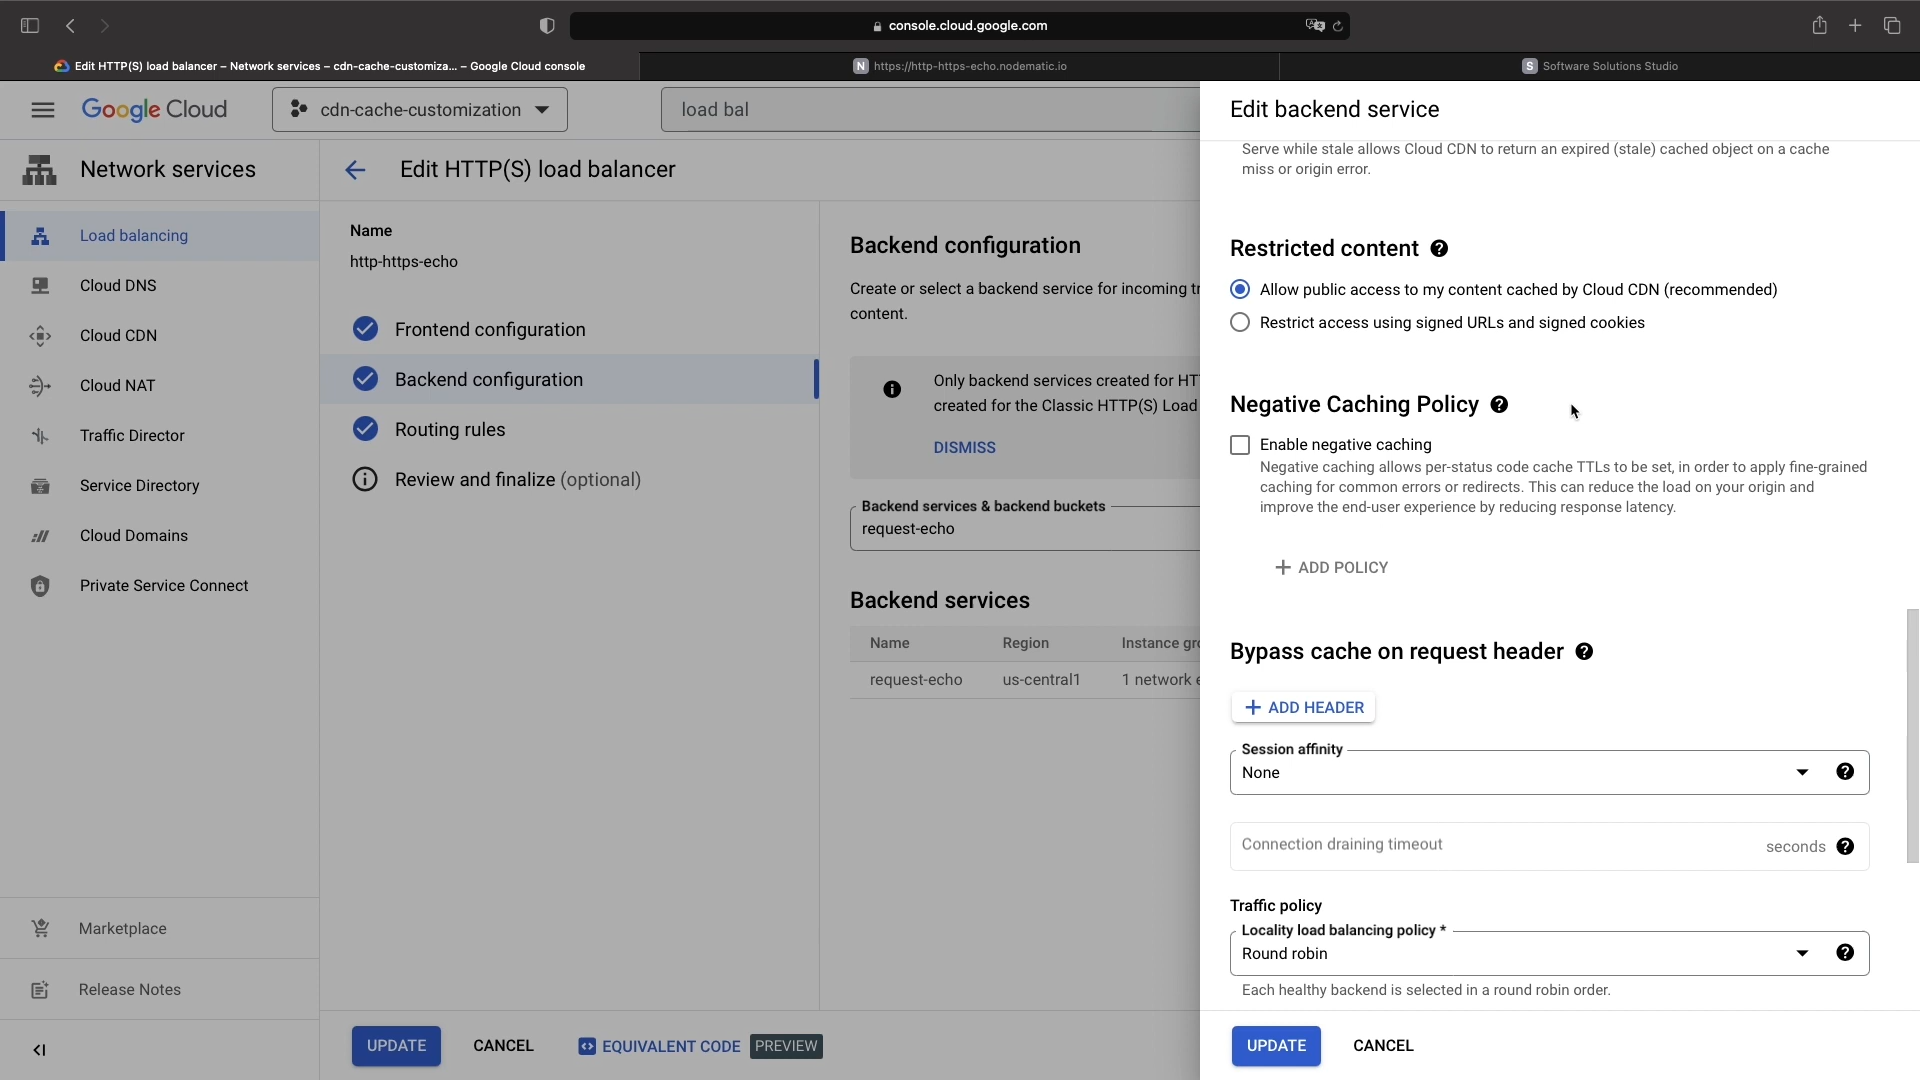 console.cloud.google.com
Edit HTTP(S) load balancer – Network services – cdn-cache-customiza... – Google Cloud console
N https://http-https-echo.nodematic.io
S Software Solutions Studio
Google Cloud
cdn-cache-customization
load bal
Network services
Load balancing
Cloud DNS
Cloud CDN
Cloud NAT
Traffic Director
Service Directory
Cloud Domains
Private Service Connect
Marketplace
Release Notes
Edit HTTP(S) load balancer
Name
http-https-echo
Frontend configuration
Backend configuration
Routing rules
Review and finalize (optional)
Backend configuration
Create or select a backend service for incoming tr
content.
Only backend services created for HT
created for the Classic HTTP(S) Load
DISMISS
Backend services & backend buckets
request-echo
Backend services
Name Region Instance gro
request-echo us-central1 1 network e
UPDATE CANCEL EQUIVALENT CODE PREVIEW
Edit backend service
Serve while stale allows Cloud CDN to return an expired (stale) cached object on a cache
miss or origin error.
Restricted content
Allow public access to my content cached by Cloud CDN (recommended)
Restrict access using signed URLs and signed cookies
Negative Caching Policy
Enable negative caching
Negative caching allows per-status code cache TTLs to be set, in order to apply fine-grained
caching for common errors or redirects. This can reduce the load on your origin and
improve the end-user experience by reducing response latency.
+ ADD POLICY
Bypass cache on request header
+ ADD HEADER
Session affinity
None
Connection draining timeout seconds
Traffic policy
Locality load balancing policy *
Round robin
Each healthy backend is selected in a round robin order.
UPDATE CANCEL